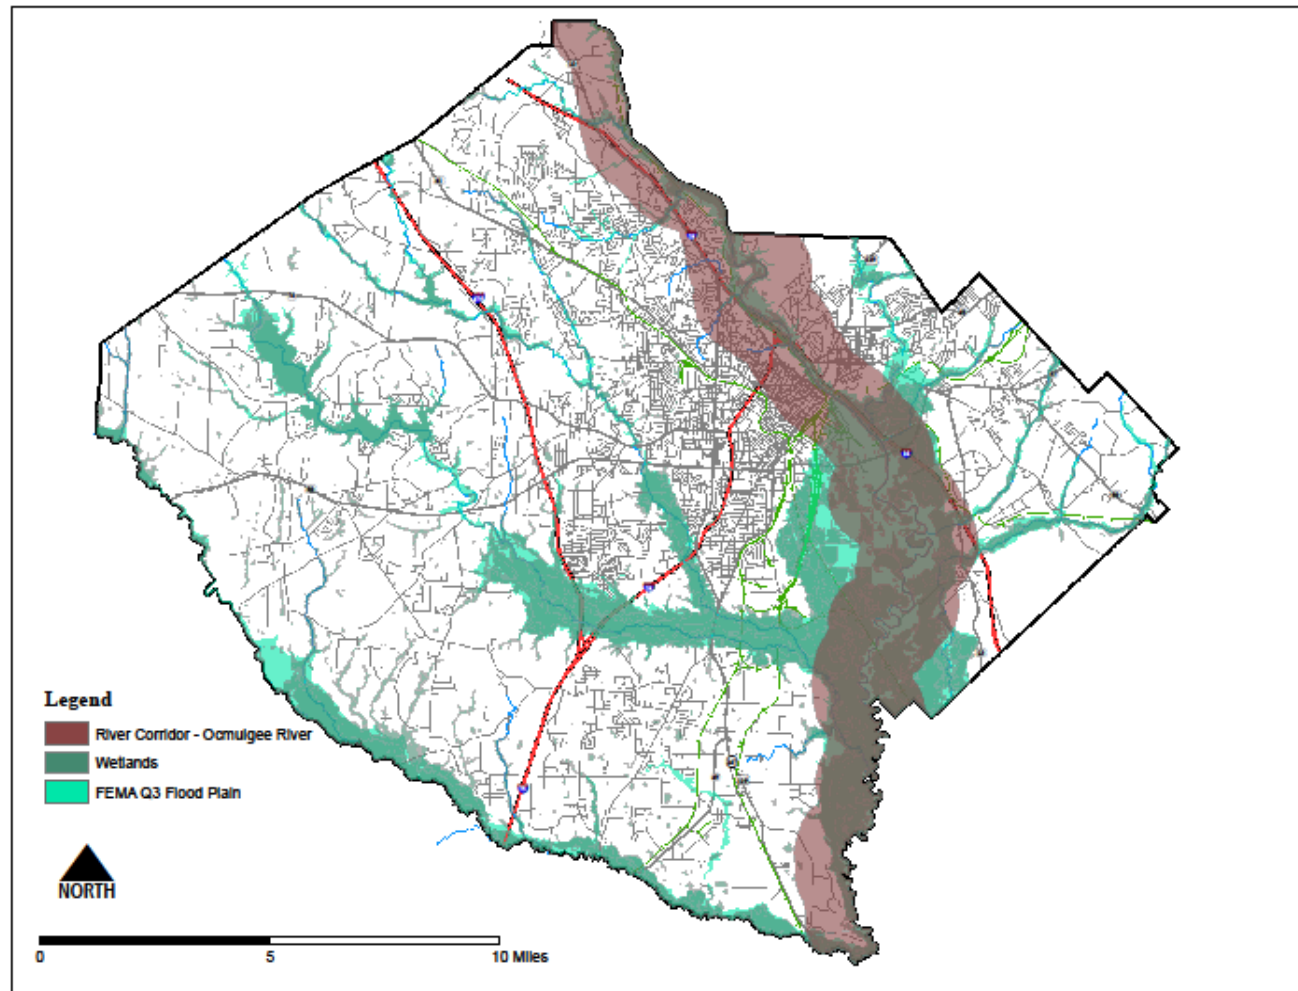 Legend
River Corridor - Ocmulgee River
Wetlands
FEMA Q3 Flood Plain
NORTH
0 5 10 Miles